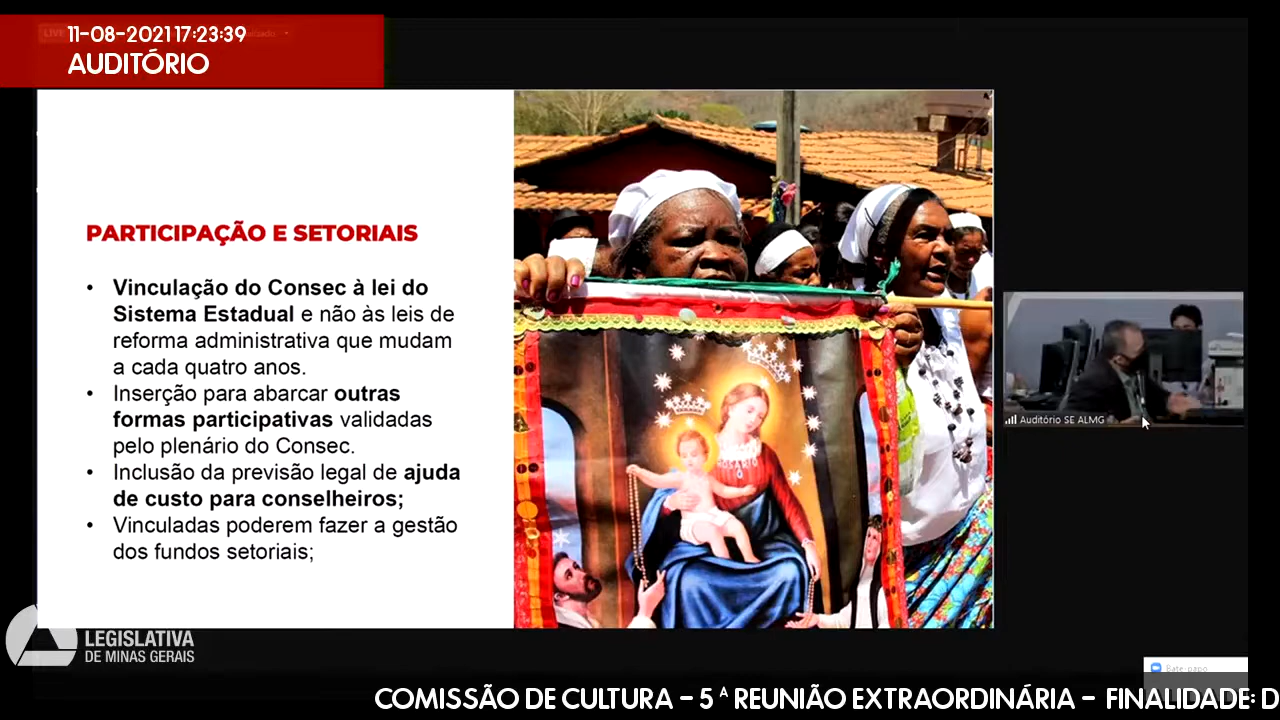 LIVE
11-08-2021 17:23:39
AUDITÓRIO
PARTICIPAÇÃO E SETORIAIS
• Vinculação do Consec à lei do
Sistema Estadual e não às leis de
reforma administrativa que mudam
a cada quatro anos.
• Inserção para abarcar outras
formas participativas validadas
pelo plenário do Consec.
• Inclusão da previsão legal de ajuda
de custo para conselheiros;
• Vinculadas poderem fazer a gestão
dos fundos setoriais;
ROSARIO
Auditório SE ALMG
LEGISLATIVA
DE MINAS GERAIS
Bate-papo
COMISSÃO DE CULTURA – 5 ª REUNIÃO EXTRAORDINÁRIA – FINALIDADE: D